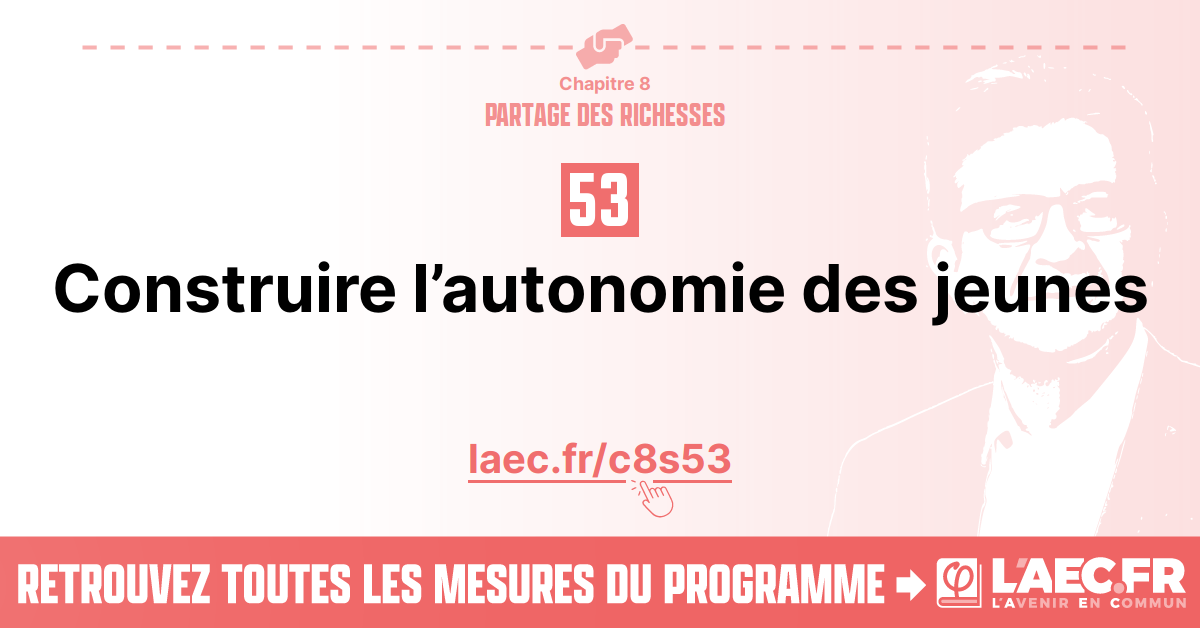 Chapitre 8
PARTAGE DES RICHESSES
53
Construire l’autonomie des jeunes
laec.fr/c8s53
RETROUVEZ TOUTES LES MESURES DU PROGRAMME
φ L'AEC.FR
L'AVENIR EN COMMUN